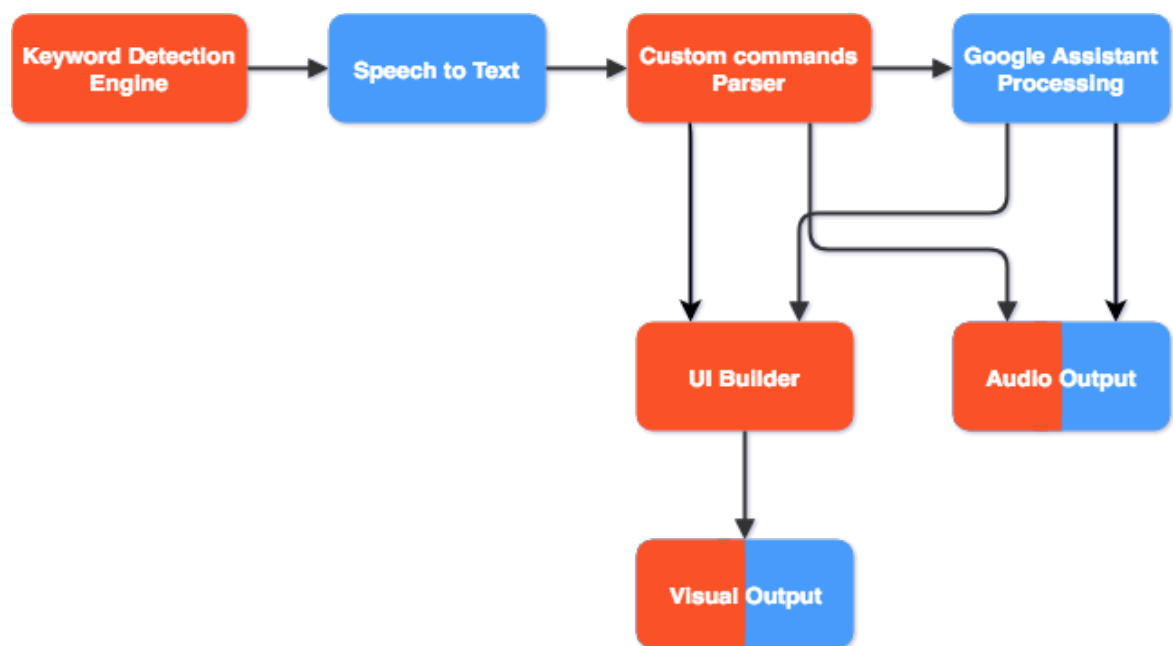 Keyword Detection
Engine
Speech to Text
Custom commands
Parser
Google Assistant
Processing
UI Builder
Audio Output
Visual Output